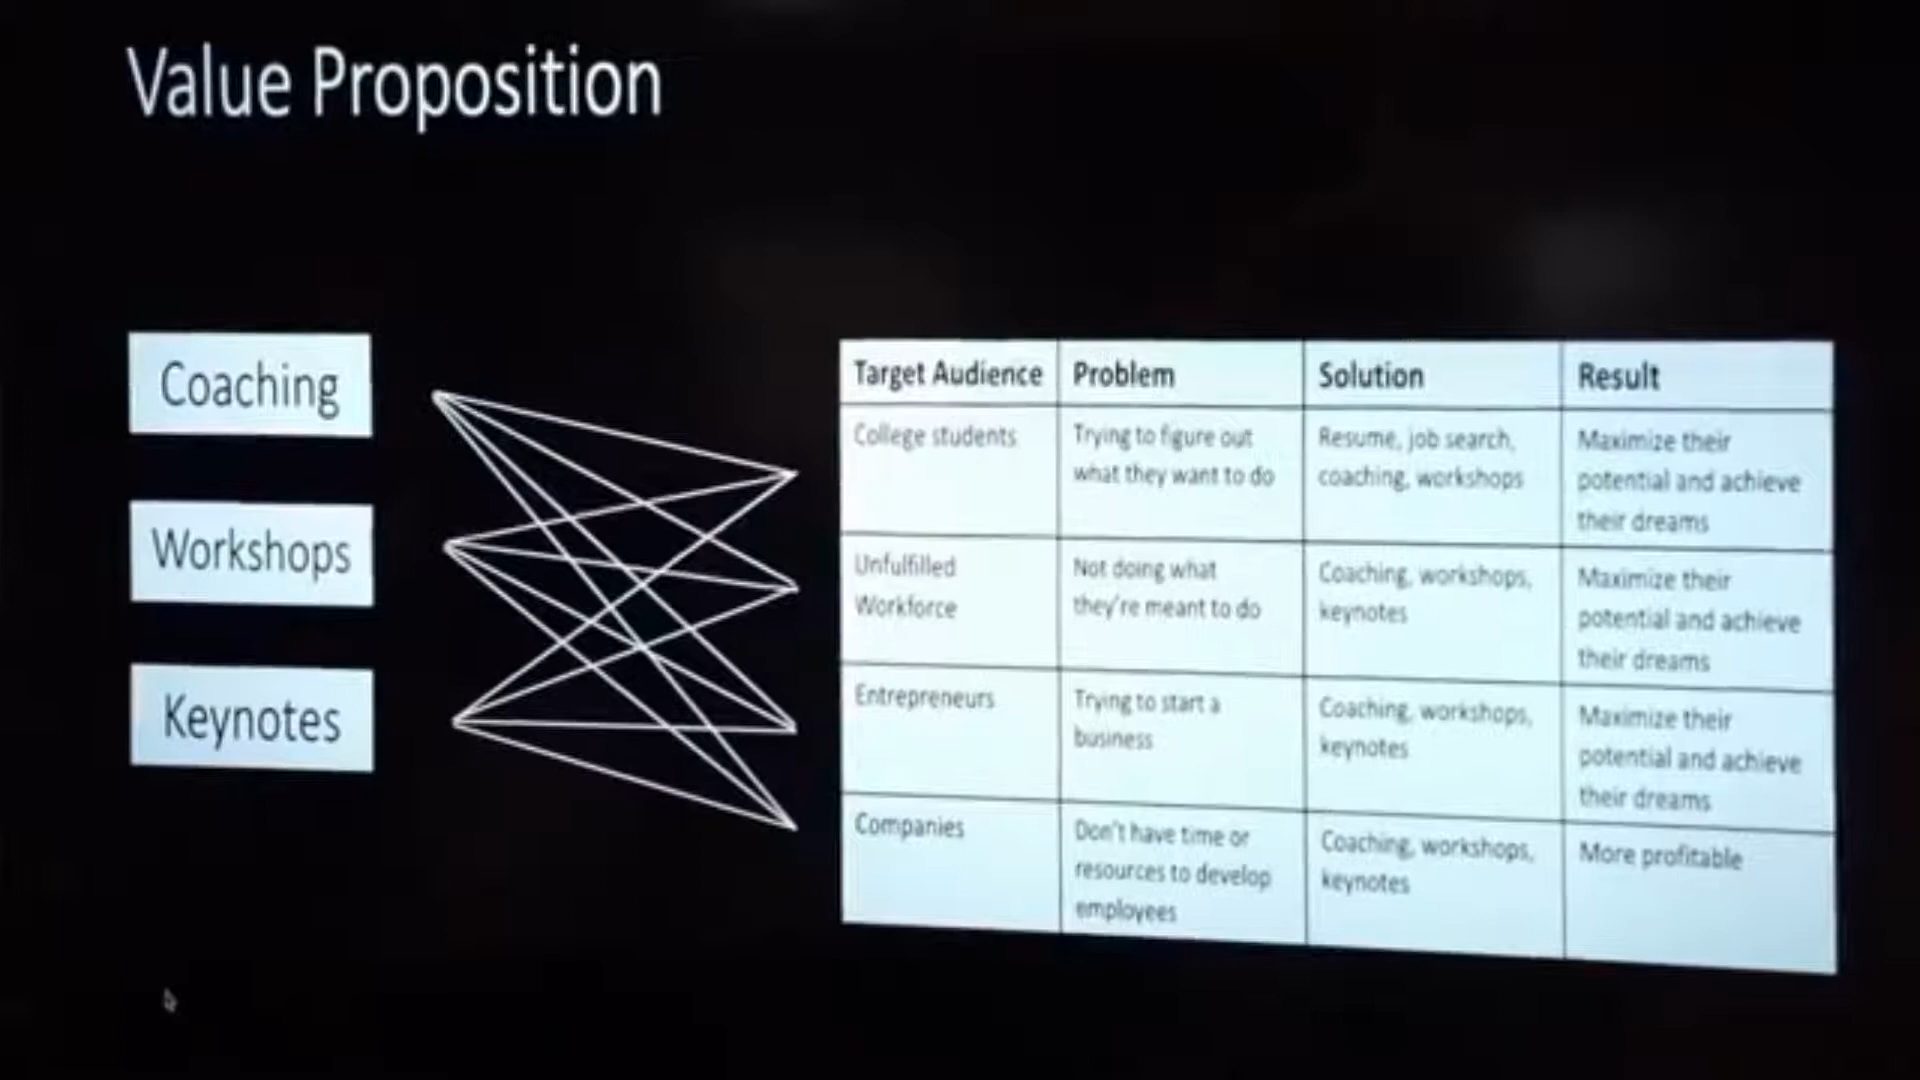 Value Proposition
Coaching
Workshops
Keynotes
Target Audience
Problem
Solution
Result
College students
Trying to figure out
what they want to do
Resume, job search,
coaching, workshops
Maximize their
potential and achieve
their dreams
Unfulfilled
Workforce
Not doing what
they're meant to do
Coaching, workshops,
keynotes
Maximize their
potential and achieve
their dreams
Entrepreneurs
Trying to start a
business
Coaching, workshops,
keynotes
Maximize their
potential and achieve
their dreams
Companies
Don't have time or
resources to develop
employees
Coaching, workshops,
keynotes
More profitable